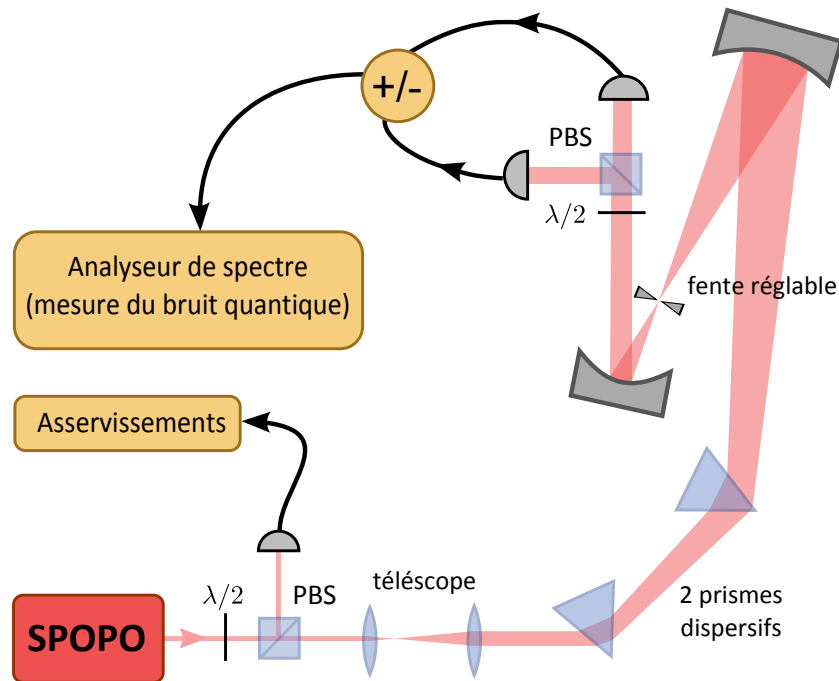 +/-
PBS
λ/2
Analyseur de spectre
(mesure du bruit quantique)
fente réglable
Asservissements
λ/2
PBS
téléscope
SPOPO
2 prismes
dispersifs